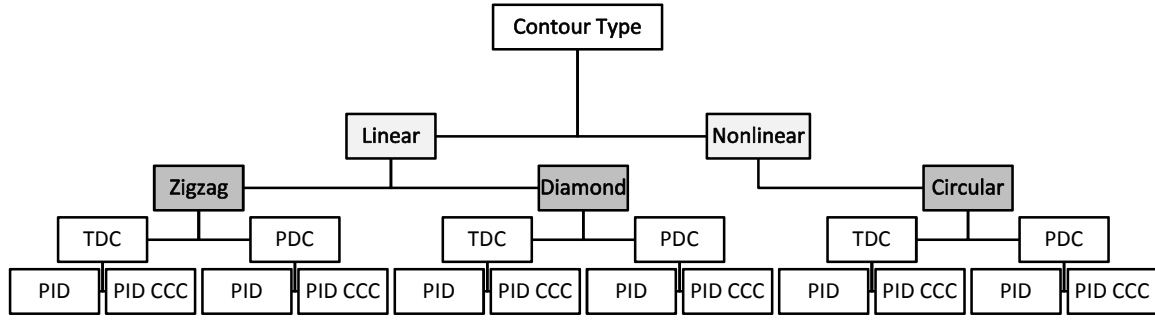 Contour Type
Linear
Nonlinear
Zigzag
Diamond
Circular
TDC
PDC
TDC
PDC
TDC
PDC
PID
PID CCC
PID
PID CCC
PID
PID CCC
PID
PID CCC
PID
PID CCC
PID
PID CCC